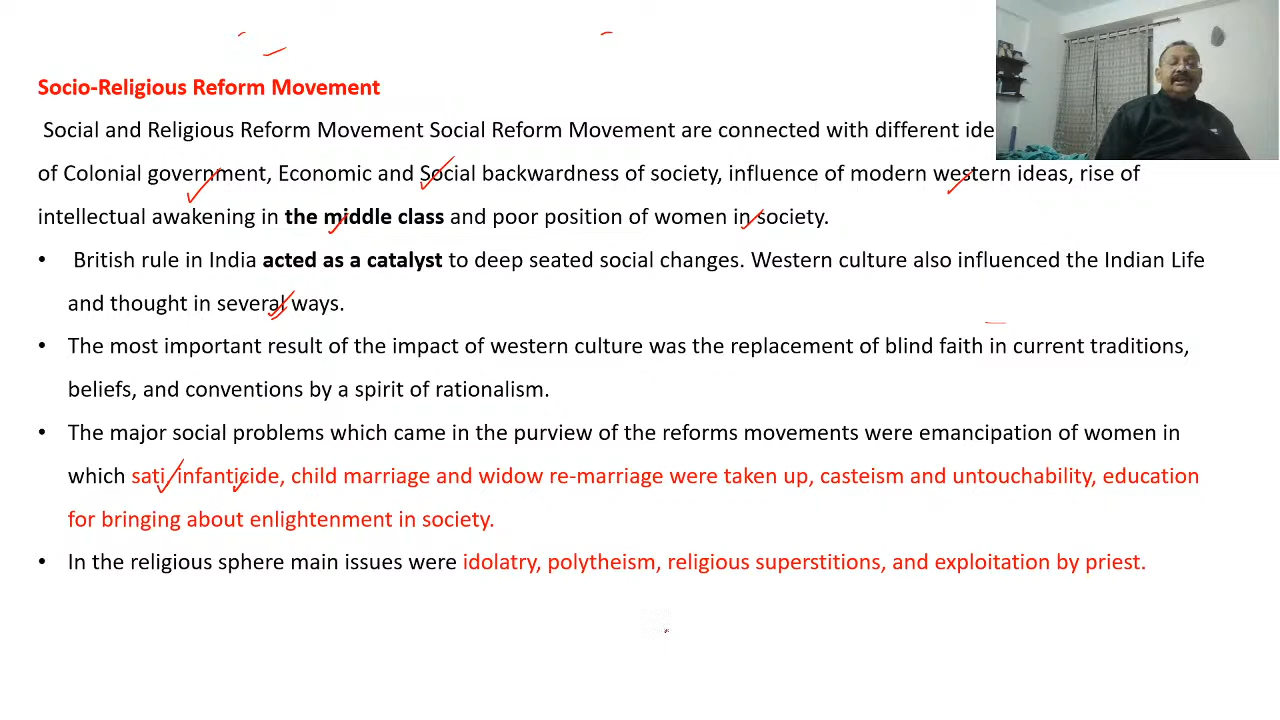 Socio-Religious Reform Movement
Social and Religious Reform Movement Social Reform Movement are connected with different ide
of Colonial government, Economic and Social backwardness of society, influence of modern western ideas, rise of
intellectual awakening in the middle class and poor position of women in society.
• British rule in India acted as a catalyst to deep seated social changes. Western culture also influenced the Indian Life
and thought in several ways.
• The most important result of the impact of western culture was the replacement of blind faith in current traditions,
beliefs, and conventions by a spirit of rationalism.
• The major social problems which came in the purview of the reforms movements were emancipation of women in
which sati, infanticide, child marriage and widow re-marriage were taken up, casteism and untouchability, education
for bringing about enlightenment in society.
• In the religious sphere main issues were idolatry, polytheism, religious superstitions, and exploitation by priest.